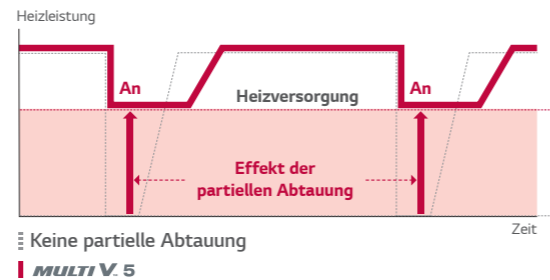 Heizleistung
An
An
Heizversorgung
Effekt der
partiellen Abtauung
Zeit
Keine partielle Abtauung
MULTI V. 5